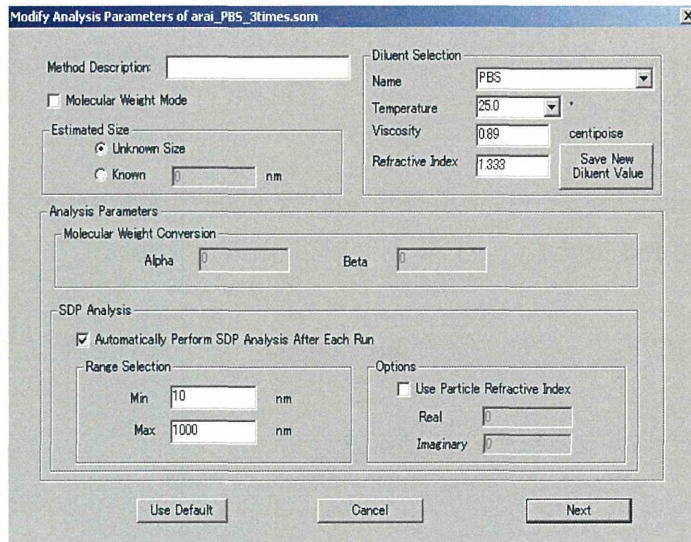 Modify Analysis Parameters of arai_PBS_3times.som
Method Description:
Molecular Weight Mode
Estimated Size
Unknown Size
Known 0 nm
Diluent Selection
Name PBS
Temperature 25.0 °
Viscosity 0.89 centipoise
Refractive Index 1.333
Save New
Diluent Value
Analysis Parameters
Molecular Weight Conversion
Alpha 0 Beta 0
SDP Analysis
Automatically Perform SDP Analysis After Each Run
Range Selection
Min 10 nm
Max 1000 nm
Options
Use Particle Refractive Index
Real 0
Imaginary 0
Use Default Cancel Next